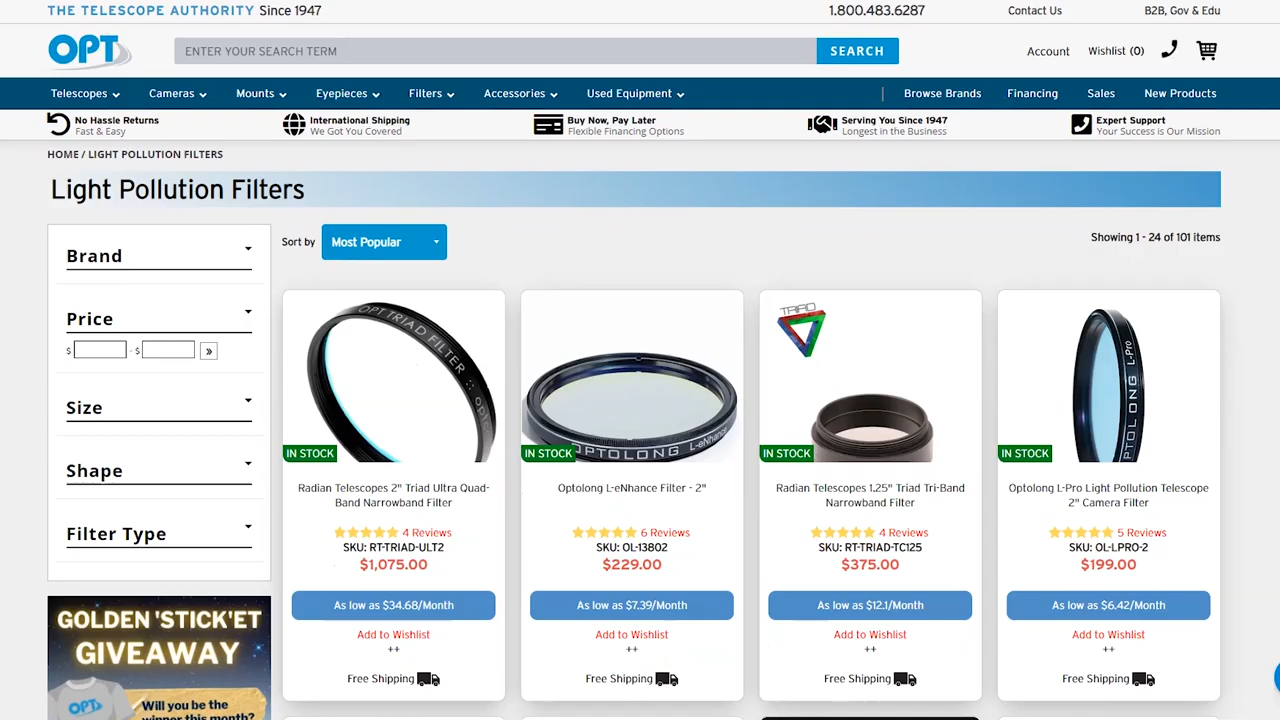 THE TELESCOPE AUTHORITY Since 1947
1.800.483.6287
Contact Us
B2B, Gov & Edu
OPT
ENTER YOUR SEARCH TERM
SEARCH
Account
Wishlist (0)
Telescopes
Cameras
Mounts
Eyepieces
Filters
Accessories
Used Equipment
Browse Brands
Financing
Sales
New Products
No Hassle Returns
Fast & Easy
International Shipping
We Got You Covered
Buy Now, Pay Later
Flexible Financing Options
Serving You Since 1947
Longest in the Business
Expert Support
Your Success is Our Mission
HOME / LIGHT POLLUTION FILTERS
Light Pollution Filters
Brand
Price
$ - $ »
Size
Shape
Filter Type
GOLDEN 'STICK'ET
GIVEAWAY
OPT
Will you be the
winner this month?
Sort by
Most Popular
Showing 1 - 24 of 101 items
OPT TRIAD FILTER :: 
IN STOCK
Radian Telescopes 2" Triad Ultra Quad-
Band Narrowband Filter
4 Reviews
SKU: RT-TRIAD-ULT2
$1,075.00
As low as $34.68/Month
Add to Wishlist
++
Free Shipping
OPTOLONG L-eNhance
IN STOCK
Optolong L-eNhance Filter - 2"
6 Reviews
SKU: OL-13802
$229.00
As low as $7.39/Month
Add to Wishlist
++
Free Shipping
TRIAD
IN STOCK
Radian Telescopes 1.25" Triad Tri-Band
Narrowband Filter
4 Reviews
SKU: RT-TRIAD-TC125
$375.00
As low as $12.1/Month
Add to Wishlist
++
Free Shipping
PTOLONG L-Pro
IN STOCK
Optolong L-Pro Light Pollution Telescope
2" Camera Filter
5 Reviews
SKU: OL-LPRO-2
$199.00
As low as $6.42/Month
Add to Wishlist
++
Free Shipping